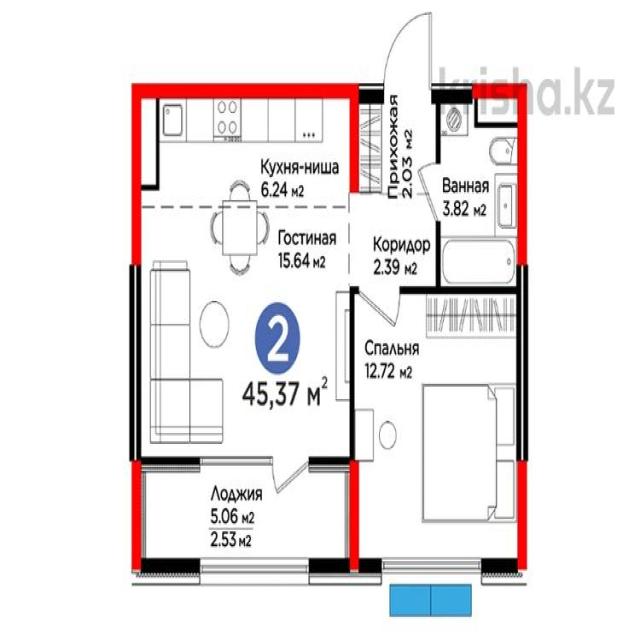 krisha.kz
Прихожая
2.03 м2
Кухня-ниша
6.24 м2
Ванная
3.82 м2
Гостиная
15.64 м2
Коридор
2.39 м2
2
45,37 м²
Спальня
12.72 м2
Лоджия
5.06 м2
2.53 м2